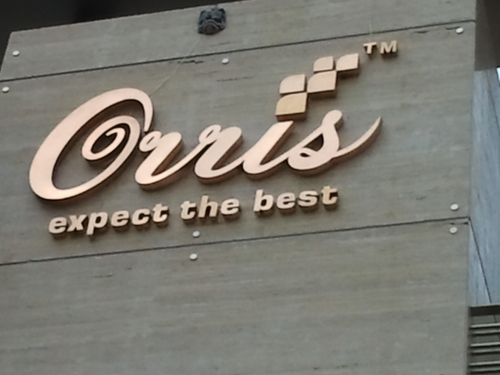 Orris™
expect the best